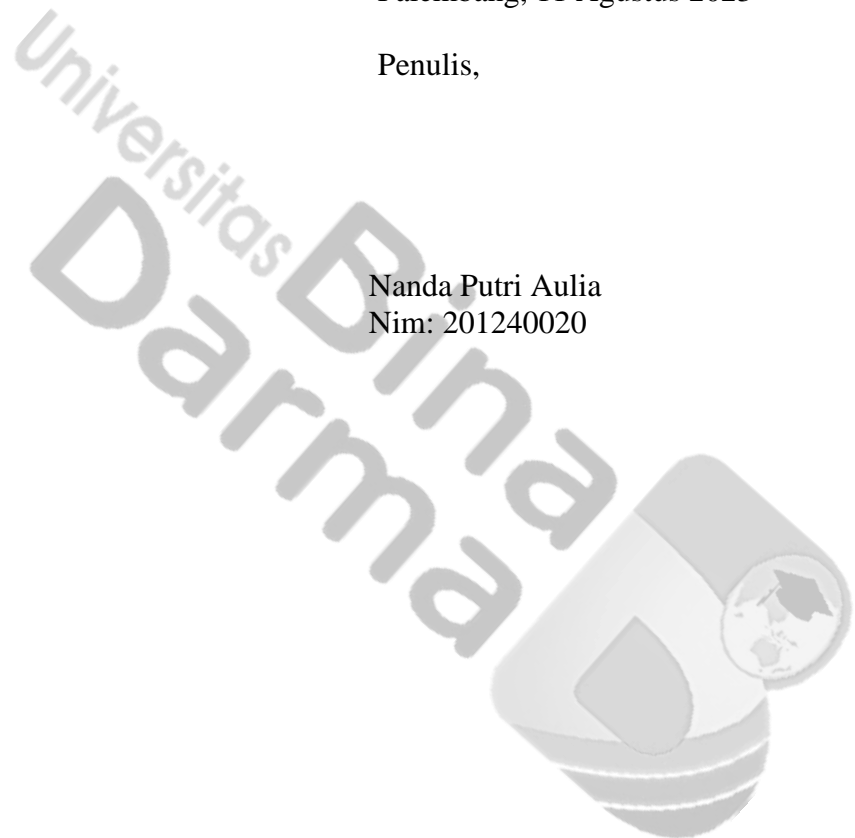 Penulis,
Nanda Putri Aulia
Nim: 201240020
Universitas
Bina
Darma